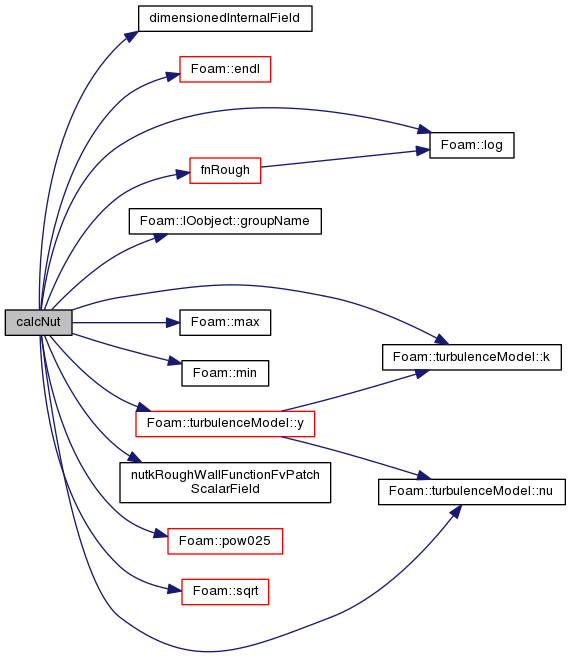 dimensionedInternalField
Foam::endl
Foam::log
fnRough
Foam::IOobject::groupName
calcNut
Foam::max
Foam::turbulenceModel::k
Foam::min
Foam::turbulenceModel::y
nutkRoughWallFunctionFvPatch
ScalarField
Foam::turbulenceModel::nu
Foam::pow025
Foam::sqrt